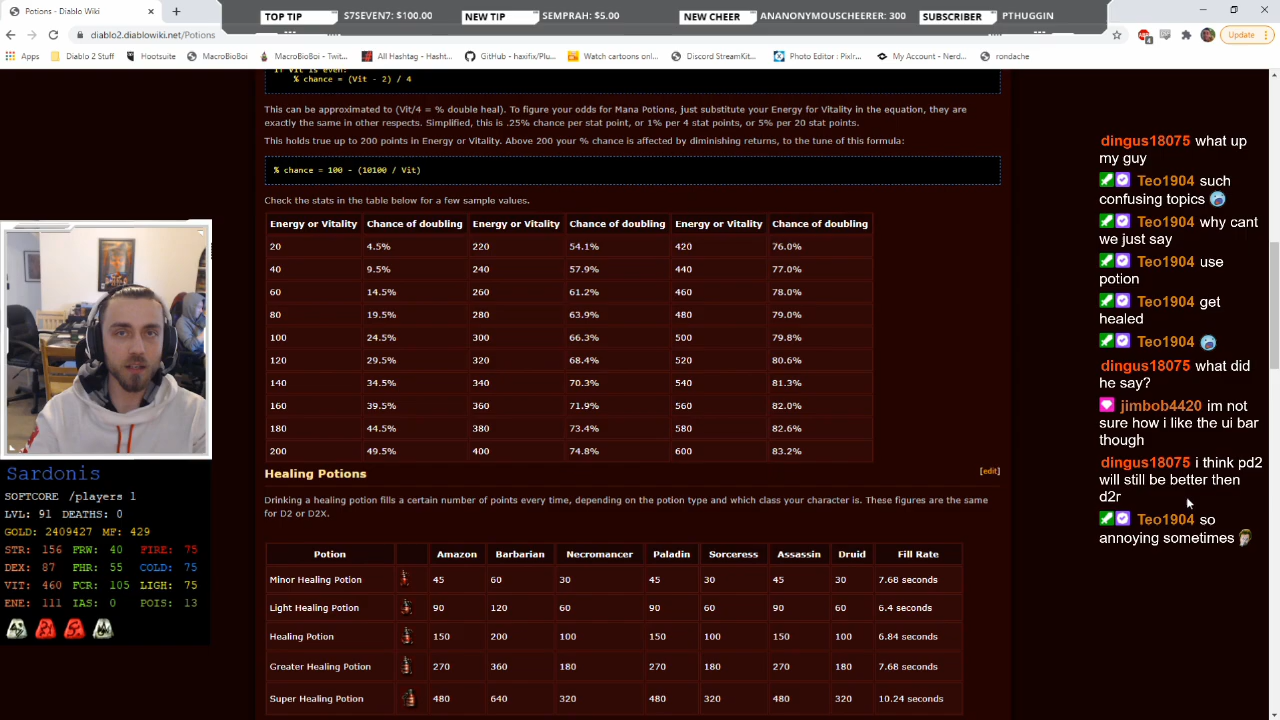 Potions - Diablo Wiki
TOP TIP S7SEVEN7: $100.00 NEW TIP SEMPRAH: $5.00 NEW CHEER ANANONYMOUSCHEERER: 300 SUBSCRIBER PTHUGGIN
diablo2.diablowiki.net/Potions
Update
Apps Diablo 2 Stuff Hootsuite MacroBioBoi MacroBioBoi - Twit... All Hashtag - Hasht... GitHub - haxifix/Plu... Watch cartoons onl... Discord StreamKit... Photo Editor : Pixlr... My Account - Nerd... rondache
If Vit is even:
% chance = (Vit - 2) / 4
This can be approximated to (Vit/4 = % double heal). To figure your odds for Mana Potions, just substitute your Energy for Vitality in the equation, they are
exactly the same in other respects. Simplified, this is .25% chance per stat point, or 1% per 4 stat points, or 5% per 20 stat points.
This holds true up to 200 points in Energy or Vitality. Above 200 your % chance is affected by diminishing returns, to the tune of this formula:
% chance = 100 - (10100 / Vit)
Check the stats in the table below for a few sample values.
Energy or Vitality Chance of doubling Energy or Vitality Chance of doubling Energy or Vitality Chance of doubling
20 4.5% 220 54.1% 420 76.0%
40 9.5% 240 57.9% 440 77.0%
60 14.5% 260 61.2% 460 78.0%
80 19.5% 280 63.9% 480 79.0%
100 24.5% 300 66.3% 500 79.8%
120 29.5% 320 68.4% 520 80.6%
140 34.5% 340 70.3% 540 81.3%
160 39.5% 360 71.9% 560 82.0%
180 44.5% 380 73.4% 580 82.6%
200 49.5% 400 74.8% 600 83.2%
Healing Potions [edit]
Drinking a healing potion fills a certain number of points every time, depending on the potion type and which class your character is. These figures are the same
for D2 or D2X.
Potion Amazon Barbarian Necromancer Paladin Sorceress Assassin Druid Fill Rate
Minor Healing Potion 45 60 30 45 30 45 30 7.68 seconds
Light Healing Potion 90 120 60 90 60 90 60 6.4 seconds
Healing Potion 150 200 100 150 100 150 100 6.84 seconds
Greater Healing Potion 270 360 180 270 180 270 180 7.68 seconds
Super Healing Potion 480 640 320 480 320 480 320 10.24 seconds
Sardonis
SOFTCORE /players 1
LVL: 91 DEATHS: 0
GOLD: 2409427 MF: 429
STR: 156 FRW: 40 FIRE: 75
DEX: 87 FHR: 55 COLD: 75
VIT: 460 FCR: 105 LIGH: 75
ENE: 111 IAS: 0 POIS: 13
dingus18075 what up
my guy
Teo1904 such
confusing topics
Teo1904 why cant
we just say
Teo1904 use
potion
Teo1904 get
healed
Teo1904
dingus18075 what did
he say?
jimbob4420 im not
sure how i like the ui bar
though
dingus18075 i think pd2
will still be better then
d2r
Teo1904 so
annoying sometimes